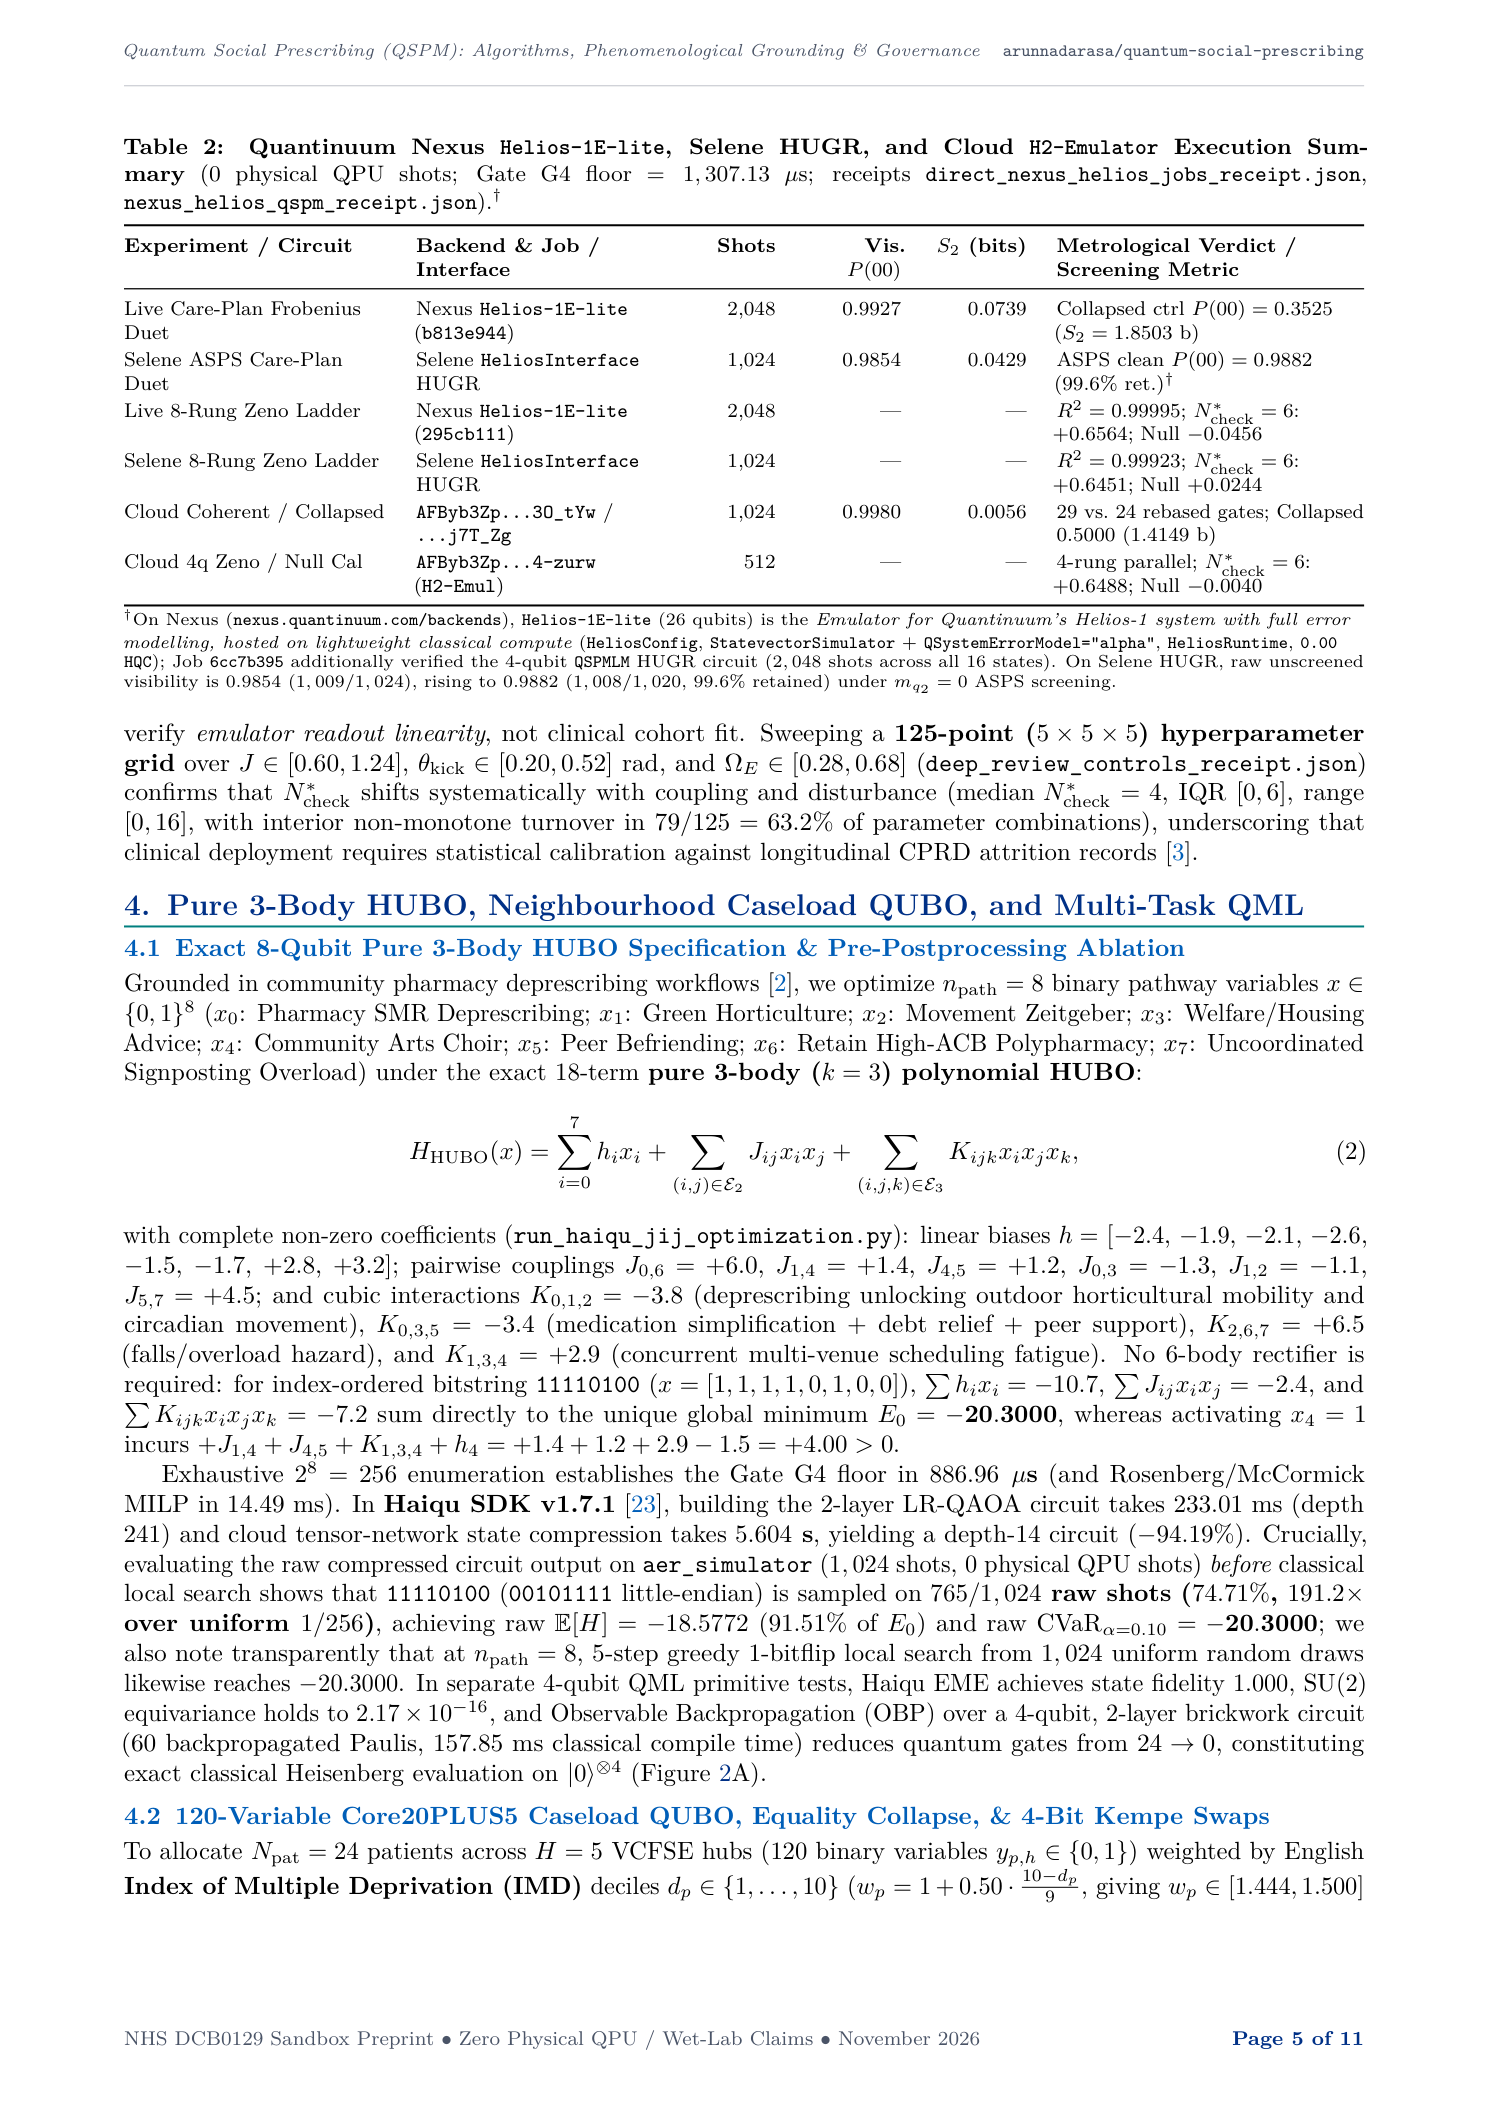 Quantum Social Prescribing (QSPM): Algorithms, Phenomenological Grounding & Governance arunnadarasa/quantum-social-prescribing
Table 2: Quantinuum Nexus Helios-1E-lite, Selene HUGR, and Cloud H2-Emulator Execution Sum-
mary (0 physical QPU shots; Gate G4 floor = 1,307.13 μs; receipts direct_nexus_helios_jobs_receipt.json,
nexus_helios_qspm_receipt.json).†
Experiment / Circuit Backend & Job / Shots Vis. S₂ (bits) Metrological Verdict /
Interface P(00) Screening Metric
Live Care-Plan Frobenius Nexus Helios-1E-lite 2,048 0.9927 0.0739 Collapsed ctrl P(00) = 0.3525
Duet (b813e944) (S₂ = 1.8503 b)
Selene ASPS Care-Plan Selene HeliosInterface 1,024 0.9854 0.0429 ASPS clean P(00) = 0.9882
Duet HUGR (99.6% ret.)†
Live 8-Rung Zeno Ladder Nexus Helios-1E-lite 2,048 — — R² = 0.99995; N*check = 6:
(295cb111) +0.6564; Null −0.0456
Selene 8-Rung Zeno Ladder Selene HeliosInterface 1,024 — — R² = 0.99923; N*check = 6:
HUGR +0.6451; Null +0.0244
Cloud Coherent / Collapsed AFByb3Zp...3O_tYw / 1,024 0.9980 0.0056 29 vs. 24 rebased gates; Collapsed
...j7T_Zg 0.5000 (1.4149 b)
Cloud 4q Zeno / Null Cal AFByb3Zp...4-zurw 512 — — 4-rung parallel; N*check = 6:
(H2-Emul) +0.6488; Null −0.0040
†On Nexus (nexus.quantinuum.com/backends), Helios-1E-lite (26 qubits) is the Emulator for Quantinuum's Helios-1 system with full error
modelling, hosted on lightweight classical compute (HeliosConfig, StatevectorSimulator + QSystemErrorModel="alpha", HeliosRuntime, 0.00
HQC); Job 6cc7b395 additionally verified the 4-qubit QSPMLM HUGR circuit (2,048 shots across all 16 states). On Selene HUGR, raw unscreened
visibility is 0.9854 (1,009/1,024), rising to 0.9882 (1,008/1,020, 99.6% retained) under m_q₂ = 0 ASPS screening.
verify emulator readout linearity, not clinical cohort fit. Sweeping a 125-point (5 × 5 × 5) hyperparameter
grid over J ∈ [0.60, 1.24], θkick ∈ [0.20, 0.52] rad, and Ω_E ∈ [0.28, 0.68] (deep_review_controls_receipt.json)
confirms that N*check shifts systematically with coupling and disturbance (median N*check = 4, IQR [0, 6], range
[0, 16], with interior non-monotone turnover in 79/125 = 63.2% of parameter combinations), underscoring that
clinical deployment requires statistical calibration against longitudinal CPRD attrition records [3].
4. Pure 3-Body HUBO, Neighbourhood Caseload QUBO, and Multi-Task QML
4.1 Exact 8-Qubit Pure 3-Body HUBO Specification & Pre-Postprocessing Ablation
Grounded in community pharmacy deprescribing workflows [2], we optimize n_path = 8 binary pathway variables x ∈
{0, 1}⁸ (x₀: Pharmacy SMR Deprescribing; x₁: Green Horticulture; x₂: Movement Zeitgeber; x₃: Welfare/Housing
Advice; x₄: Community Arts Choir; x₅: Peer Befriending; x₆: Retain High-ACB Polypharmacy; x₇: Uncoordinated
Signposting Overload) under the exact 18-term pure 3-body (k = 3) polynomial HUBO:
H_HUBO(x) = ∑_{i=0}^{7} h_i x_i + ∑_{(i,j)∈ℰ₂} J_ij x_i x_j + ∑_{(i,j,k)∈ℰ₃} K_ijk x_i x_j x_k, (2)
with complete non-zero coefficients (run_haiqu_jij_optimization.py): linear biases h = [−2.4, −1.9, −2.1, −2.6,
−1.5, −1.7, +2.8, +3.2]; pairwise couplings J₀,₆ = +6.0, J₁,₄ = +1.4, J₄,₅ = +1.2, J₀,₃ = −1.3, J₁,₂ = −1.1,
J₅,₇ = +4.5; and cubic interactions K₀,₁,₂ = −3.8 (deprescribing unlocking outdoor horticultural mobility and
circadian movement), K₀,₃,₅ = −3.4 (medication simplification + debt relief + peer support), K₂,₆,₇ = +6.5
(falls/overload hazard), and K₁,₃,₄ = +2.9 (concurrent multi-venue scheduling fatigue). No 6-body rectifier is
required: for index-ordered bitstring 11110100 (x = [1, 1, 1, 1, 0, 1, 0, 0]), ∑ h_i x_i = −10.7, ∑ J_ij x_i x_j = −2.4, and
∑ K_ijk x_i x_j x_k = −7.2 sum directly to the unique global minimum E₀ = −20.3000, whereas activating x₄ = 1
incurs +J₁,₄ + J₄,₅ + K₁,₃,₄ + h₄ = +1.4 + 1.2 + 2.9 − 1.5 = +4.00 > 0.
Exhaustive 2⁸ = 256 enumeration establishes the Gate G4 floor in 886.96 μs (and Rosenberg/McCormick
MILP in 14.49 ms). In Haiqu SDK v1.7.1 [23], building the 2-layer LR-QAOA circuit takes 233.01 ms (depth
241) and cloud tensor-network state compression takes 5.604 s, yielding a depth-14 circuit (−94.19%). Crucially,
evaluating the raw compressed circuit output on aer_simulator (1,024 shots, 0 physical QPU shots) before classical
local search shows that 11110100 (00101111 little-endian) is sampled on 765/1,024 raw shots (74.71%, 191.2×
over uniform 1/256), achieving raw 𝔼[H] = −18.5772 (91.51% of E₀) and raw CVaR_α=0.10 = −20.3000; we
also note transparently that at n_path = 8, 5-step greedy 1-bitflip local search from 1,024 uniform random draws
likewise reaches −20.3000. In separate 4-qubit QML primitive tests, Haiqu EME achieves state fidelity 1.000, SU(2)
equivariance holds to 2.17 × 10⁻¹⁶, and Observable Backpropagation (OBP) over a 4-qubit, 2-layer brickwork circuit
(60 backpropagated Paulis, 157.85 ms classical compile time) reduces quantum gates from 24 → 0, constituting
exact classical Heisenberg evaluation on |0⟩^⊗4 (Figure 2A).
4.2 120-Variable Core20PLUS5 Caseload QUBO, Equality Collapse, & 4-Bit Kempe Swaps
To allocate N_pat = 24 patients across H = 5 VCFSE hubs (120 binary variables y_p,h ∈ {0, 1}) weighted by English
Index of Multiple Deprivation (IMD) deciles d_p ∈ {1, . . . , 10} (w_p = 1 + 0.50 · (10−d_p)/9, giving w_p ∈ [1.444, 1.500]
NHS DCB0129 Sandbox Preprint • Zero Physical QPU / Wet-Lab Claims • November 2026 Page 5 of 11